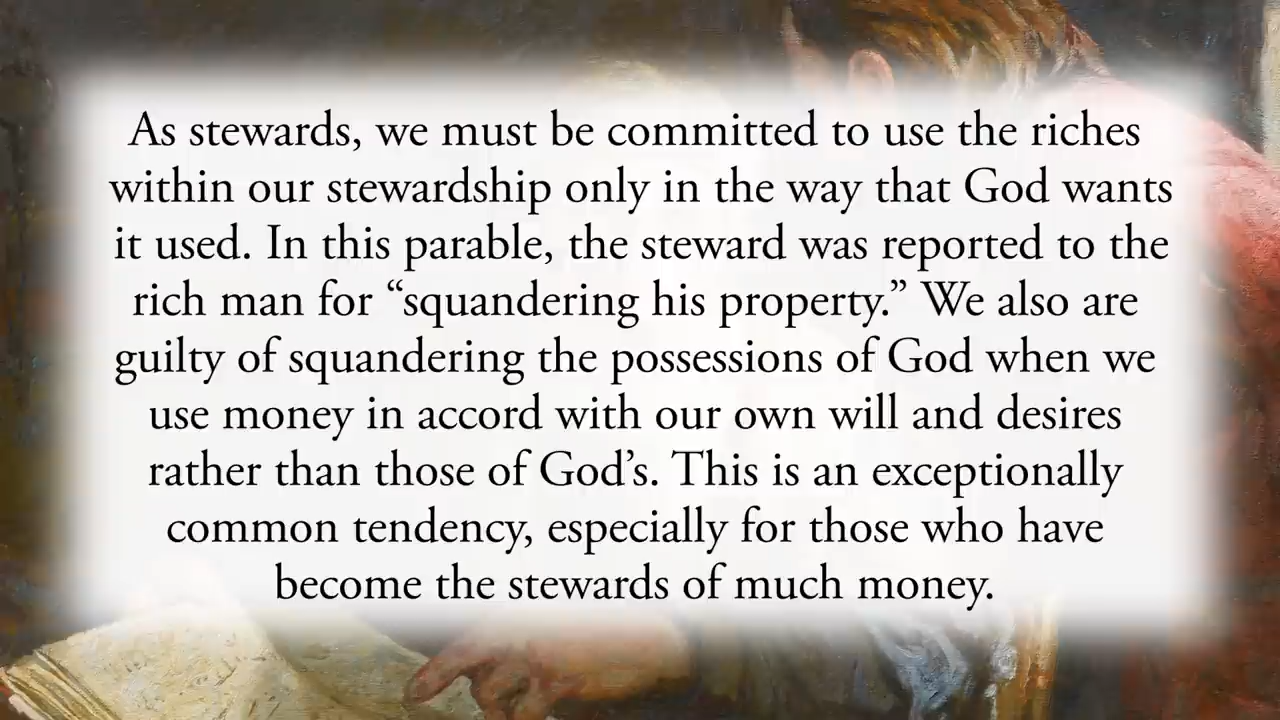 As stewards, we must be committed to use the riches
within our stewardship only in the way that God wants
it used. In this parable, the steward was reported to the
rich man for “squandering his property.” We also are
guilty of squandering the possessions of God when we
use money in accord with our own will and desires
rather than those of God’s. This is an exceptionally
common tendency, especially for those who have
become the stewards of much money.